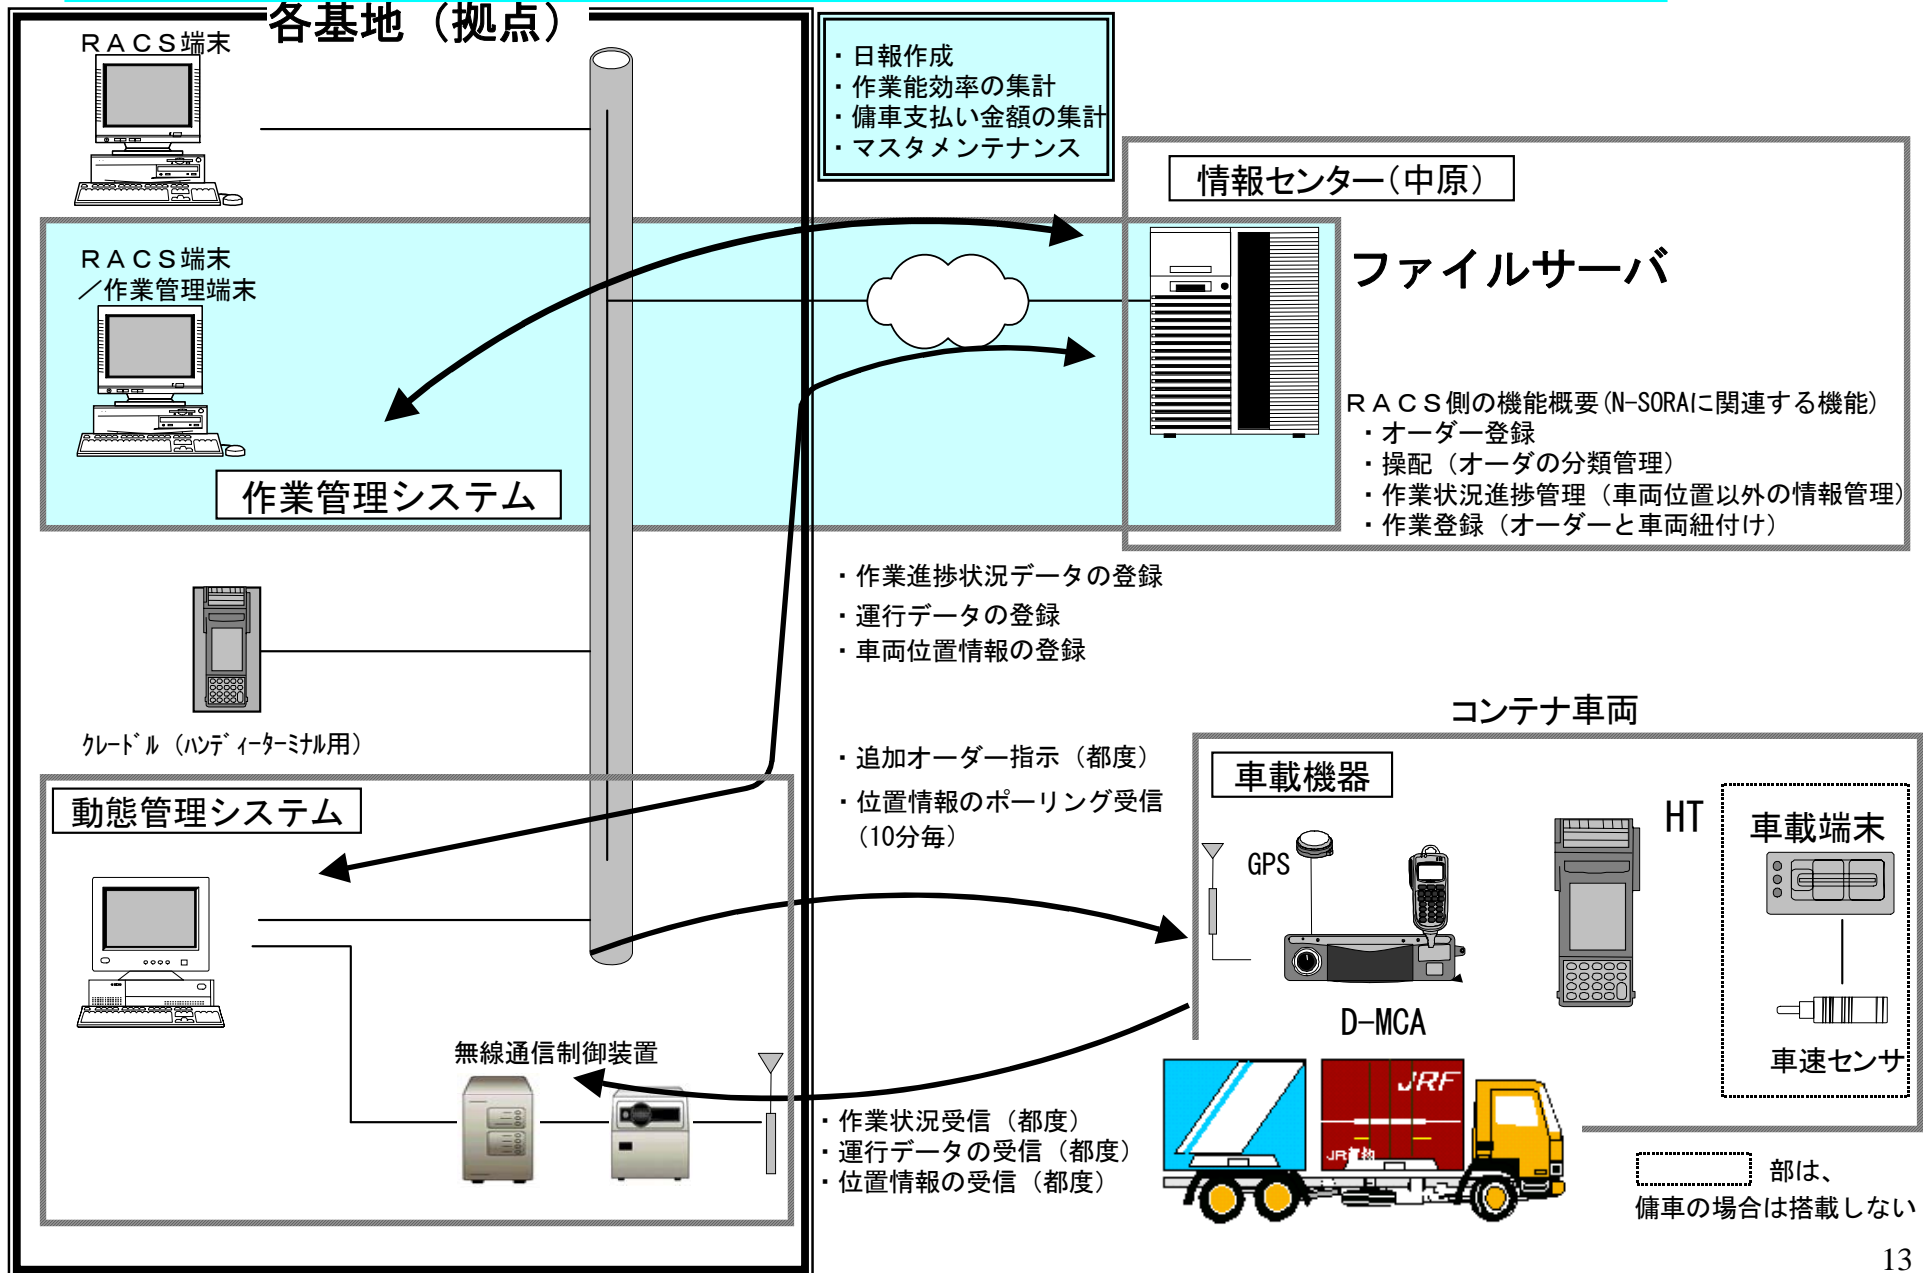 各基地（拠点）
ＲＡＣＳ端末
・日報作成
・作業能効率の集計
・傭車支払い金額の集計
・マスタメンテナンス
情報センター（中原）
ＲＡＣＳ端末
／作業管理端末
ファイルサーバ
作業管理システム
ＲＡＣＳ側の機能概要(N-SORAに関連する機能)
・オーダー登録
・操配（オーダの分類管理）
・作業状況進捗管理（車両位置以外の情報管理）
・作業登録（オーダーと車両紐付け）
・作業進捗状況データの登録
・運行データの登録
・車両位置情報の登録
ｸﾚｰﾄﾞﾙ（ﾊﾝﾃﾞｨｰﾀｰﾐﾅﾙ用）
コンテナ車両
・追加オーダー指示（都度）
・位置情報のポーリング受信
（10分毎）
動態管理システム
車載機器
GPS
HT
車載端末
D-MCA
車速センサ
無線通信制御装置
JRF
JR貨物
・作業状況受信（都度）
・運行データの受信（都度）
・位置情報の受信（都度）
部は、
傭車の場合は搭載しない
13